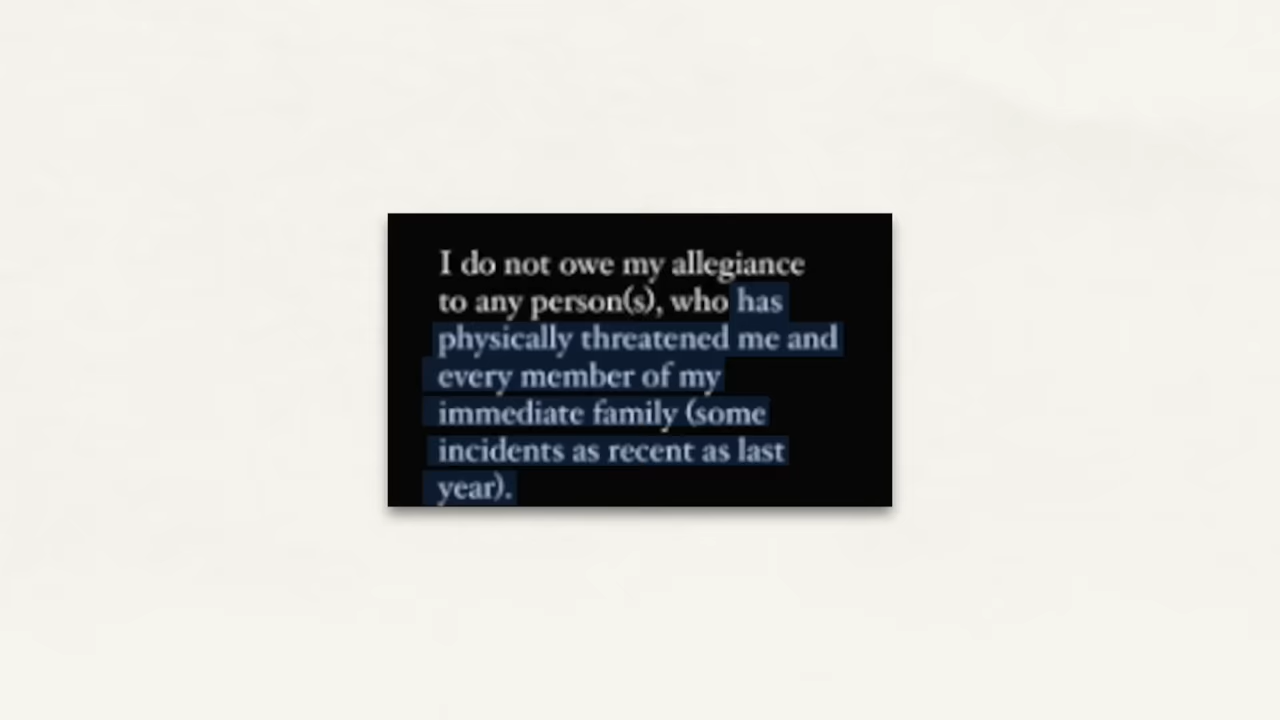 I do not owe my allegiance
to any person(s), who has
physically threatened me and
every member of my
immediate family (some
incidents as recent as last
year).